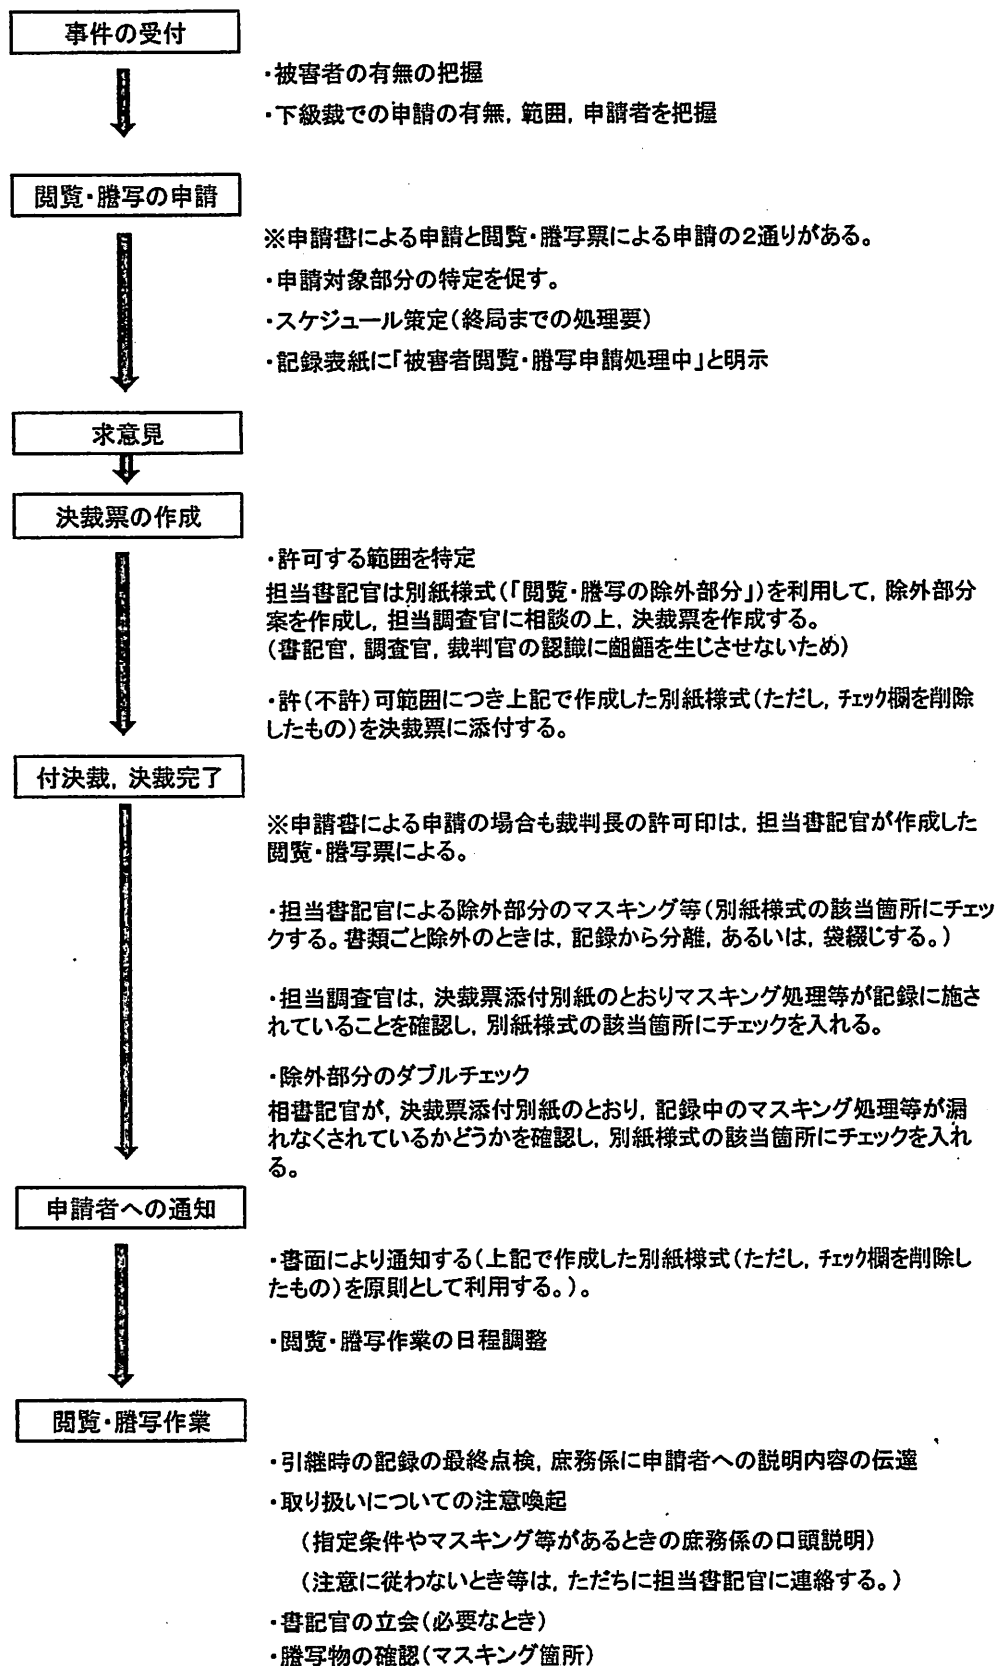 事件の受付
・被害者の有無の把握
・下級裁での申請の有無, 範囲, 申請者を把握
閲覧・謄写の申請
※申請書による申請と閲覧・謄写票による申請の2通りがある。
・申請対象部分の特定を促す。
・スケジュール策定(終局までの処理要)
・記録表紙に「被害者閲覧・謄写申請処理中」と明示
求意見
決裁票の作成
・許可する範囲を特定
担当書記官は別紙様式(「閲覧・謄写の除外部分」)を利用して, 除外部分
案を作成し, 担当調査官に相談の上, 決裁票を作成する。
(書記官, 調査官, 裁判官の認識に齟齬を生じさせないため)
・許(不許)可範囲につき上記で作成した別紙様式(ただし, チェック欄を削除
したもの)を決裁票に添付する。
付決裁, 決裁完了
※申請書による申請の場合も裁判長の許可印は, 担当書記官が作成した
閲覧・謄写票による。
・担当書記官による除外部分のマスキング等(別紙様式の該当箇所にチェッ
クする。書類ごと除外のときは, 記録から分離, あるいは, 袋綴じする。)
・担当調査官は, 決裁票添付別紙のとおりマスキング処理等が記録に施さ
れていることを確認し, 別紙様式の該当箇所にチェックを入れる。
・除外部分のダブルチェック
相書記官が, 決裁票添付別紙のとおり, 記録中のマスキング処理等が漏
れなくされているかどうかを確認し, 別紙様式の該当箇所にチェックを入れ
る。
申請者への通知
・書面により通知する(上記で作成した別紙様式(ただし, チェック欄を削除し
たもの)を原則として利用する。)。
・閲覧・謄写作業の日程調整
閲覧・謄写作業
・引継時の記録の最終点検, 庶務係に申請者への説明内容の伝達
・取り扱いについての注意喚起
(指定条件やマスキング等があるときの庶務係の口頭説明)
(注意に従わないとき等は, ただちに担当書記官に連絡する。)
・書記官の立会(必要なとき)
・謄写物の確認(マスキング箇所)